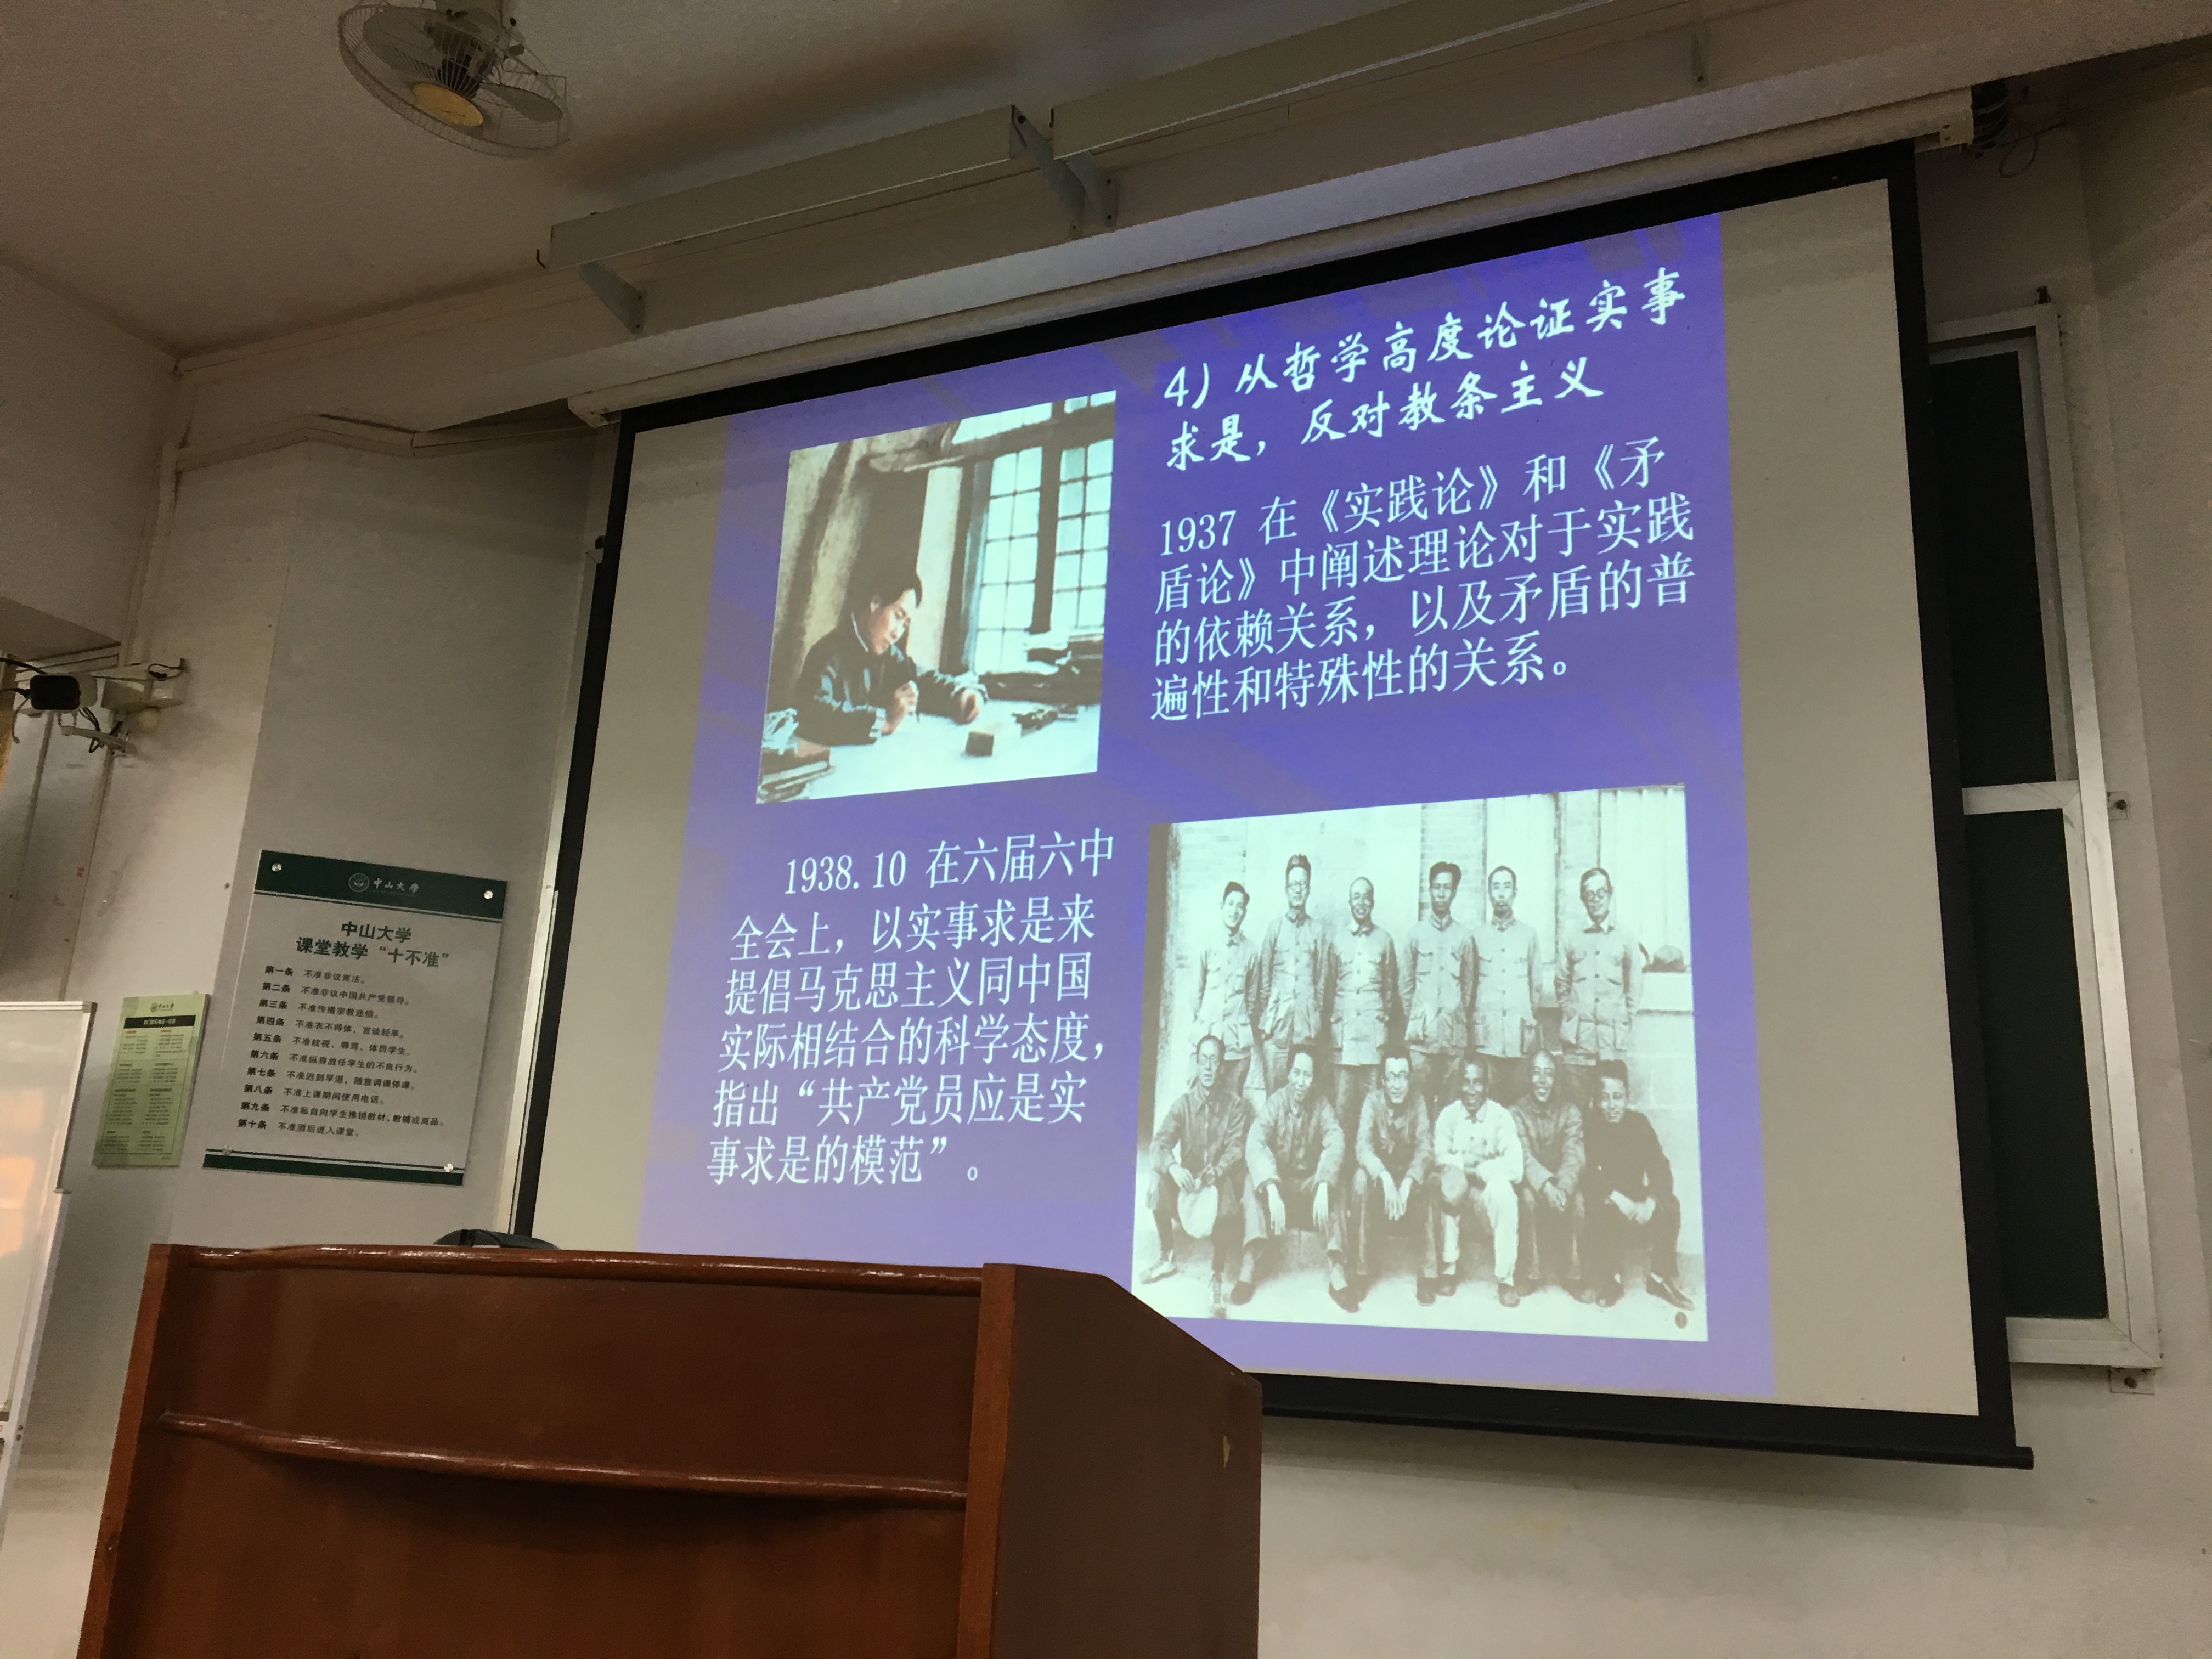 4) 从哲学高度论证实事
求是，反对教条主义
1937 在《实践论》和《矛
盾论》中阐述理论对于实践
的依赖关系，以及矛盾的普
遍性和特殊性的关系。
1938.10 在六届六中
全会上，以实事求是来
提倡马克思主义同中国
实际相结合的科学态度，
指出“共产党员应是实
事求是的模范”。
中山大学
中山大学
课堂教学“十不准”
第一条 不准非议宪法。
第二条 不准非议中国共产党领导。
第三条 不准传播宗教迷信。
第四条 不准衣不得体、言谈轻率。
第五条 不准歧视、辱骂、体罚学生。
第六条 不准纵容放任学生的不良行为。
第七条 不准迟到早退，随意调课停课。
第八条 不准上课期间使用电话。
第九条 不准私自向学生推销教材、教辅或商品。
第十条 不准酒后进入课堂。